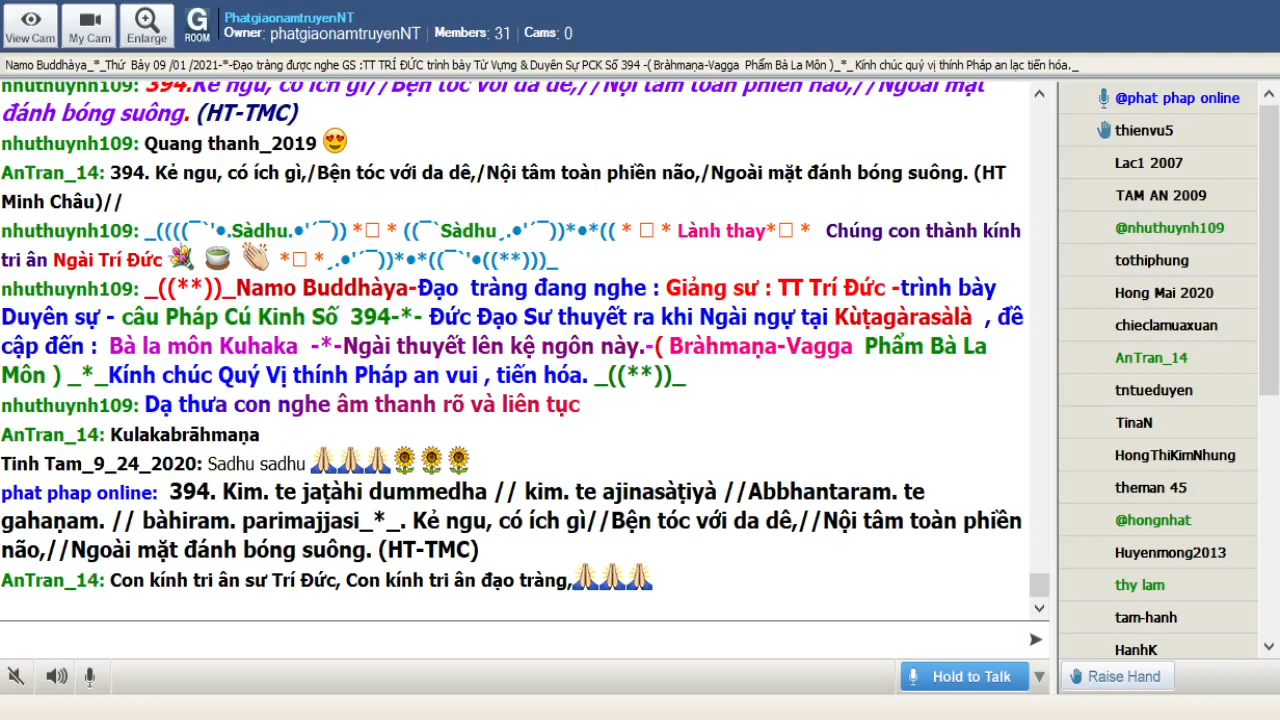 PhatgiaonamtruyenNT
Owner: phatgiaonamtruyenNT | Members: 31 | Cams: 0
View Cam
My Cam
Enlarge
G
ROOM
Namo Buddhàya_*_Thứ Bảy 09 /01 /2021-*-Đạo tràng được nghe GS :TT TRÍ ĐỨC trình bày Từ Vựng & Duyên Sự PCK Số 394 -( Bràhmaṇa-Vagga Phẩm Bà La Môn )_*_ Kính chúc quý vị thính Pháp an lạc tiến hóa._
nhuthuynh109: 394.Kẻ ngu, có ích gì//Bện tóc với da dê,//Nội tâm toàn phiền não,//Ngoài mặt
đánh bóng suông. (HT-TMC)
nhuthuynh109: Quang thanh_2019 😍
AnTran_14: 394. Kẻ ngu, có ích gì,/Bện tóc với da dê,/Nội tâm toàn phiền não,/Ngoài mặt đánh bóng suông. (HT
Minh Châu)//
nhuthuynh109: _((((¯`'•.Sàdhu.•'´¯)) *□ * ((¯`Sàdhu¸.•'´¯))*•*(( * □ * Lành thay*□ * Chúng con thành kính
tri ân Ngài Trí Đức 💐 🍵 👏 *□ *¸.•'´¯))*•*((¯`'•((**)))_
nhuthuynh109: _((**))_Namo Buddhàya-Đạo tràng đang nghe : Giảng sư : TT Trí Đức -trình bày
Duyên sự - câu Pháp Cú Kinh Số 394-*- Đức Đạo Sư thuyết ra khi Ngài ngự tại Kùṭagàrasàlà , đề
cập đến : Bà la môn Kuhaka -*-Ngài thuyết lên kệ ngôn này.-( Bràhmaṇa-Vagga Phẩm Bà La
Môn ) _*_Kính chúc Quý Vị thính Pháp an vui , tiến hóa. _((**))_
nhuthuynh109: Dạ thưa con nghe âm thanh rõ và liên tục
AnTran_14: Kulakabrāhmaṇa
Tinh Tam_9_24_2020: Sadhu sadhu 🙏🙏🙏🌻🌻🌻
phat phap online: 394. Kim. te jaṭàhi dummedha // kim. te ajinasàṭiyà //Abbhantaram. te
gahaṇam. // bàhiram. parimajjasi_*_. Kẻ ngu, có ích gì//Bện tóc với da dê,//Nội tâm toàn phiền
não,//Ngoài mặt đánh bóng suông. (HT-TMC)
AnTran_14: Con kính tri ân sư Trí Đức, Con kính tri ân đạo tràng,🙏🙏🙏
@phat phap online
thienvu5
Lac1 2007
TAM AN 2009
@nhuthuynh109
tothiphung
Hong Mai 2020
chieclamuaxuan
AnTran_14
tntueduyen
TinaN
HongThiKimNhung
theman 45
@hongnhat
Huyenmong2013
thy lam
tam-hanh
HanhK
Hold to Talk
Raise Hand